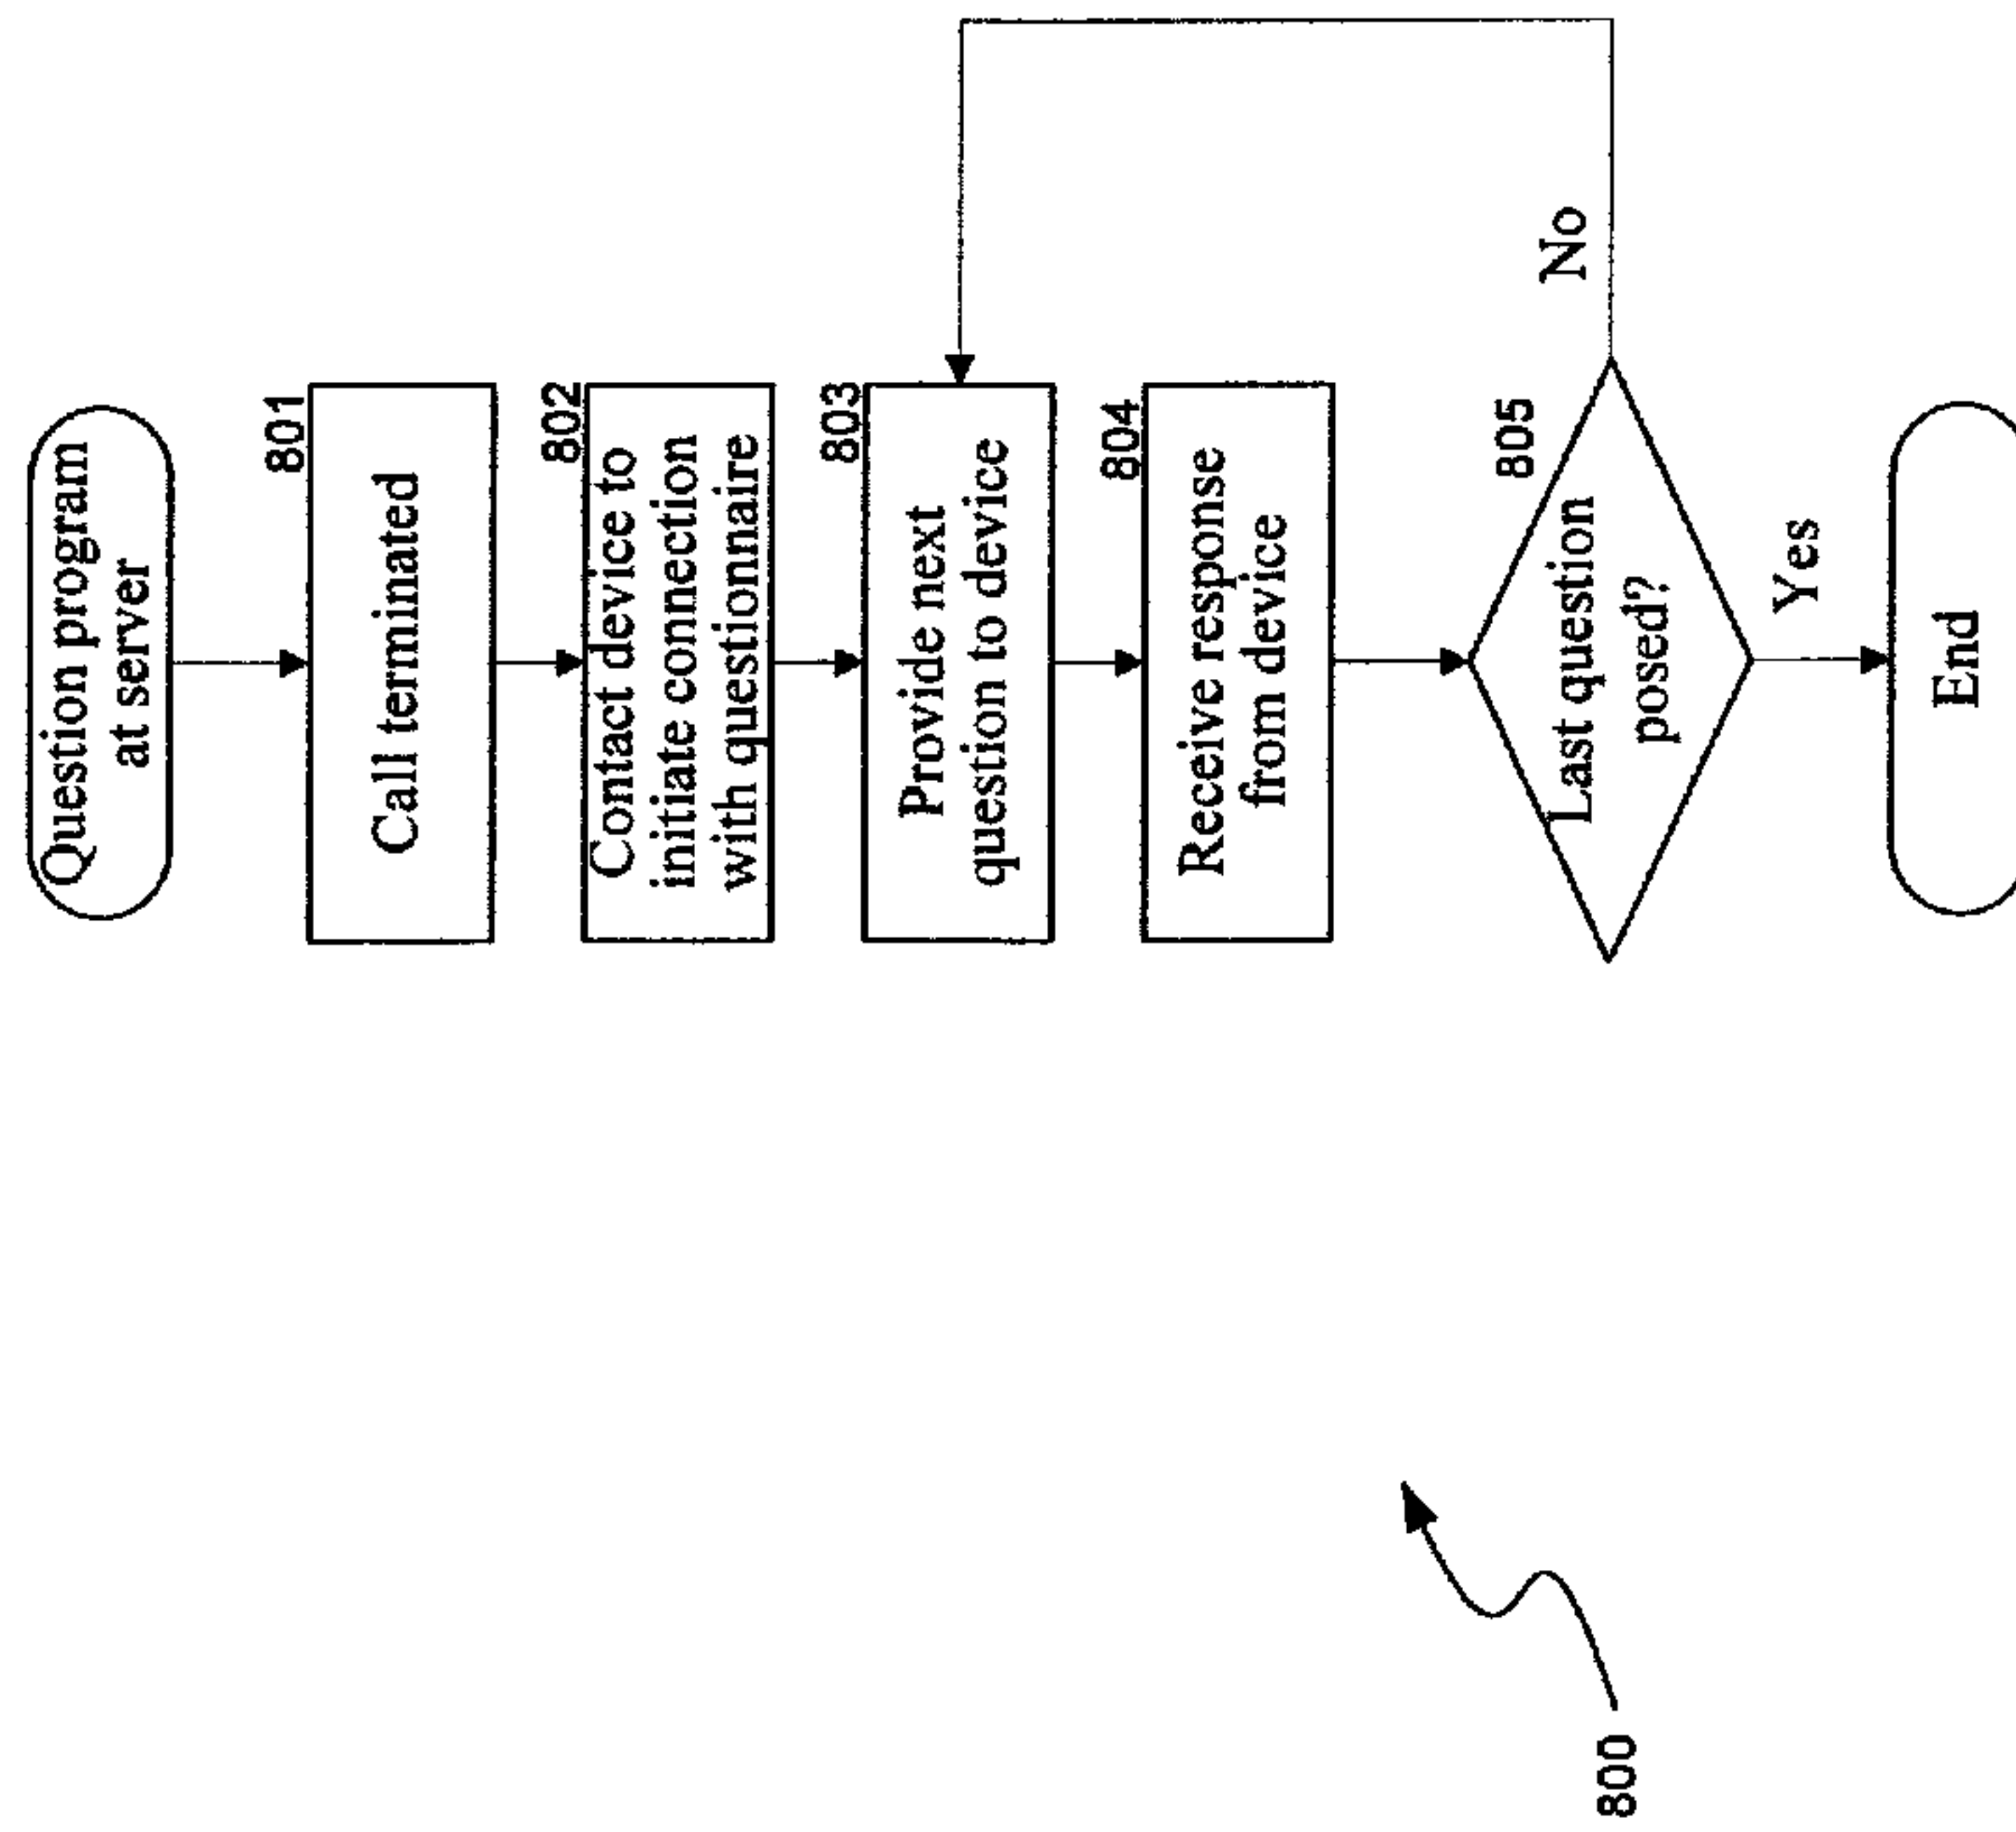 Question program
at server
801
Call terminated
802
Contact device to
initiate connection
with questionnaire
803
Provide next
question to device
804
Receive response
from device
805
Last question
posed?
No
Yes
End
800